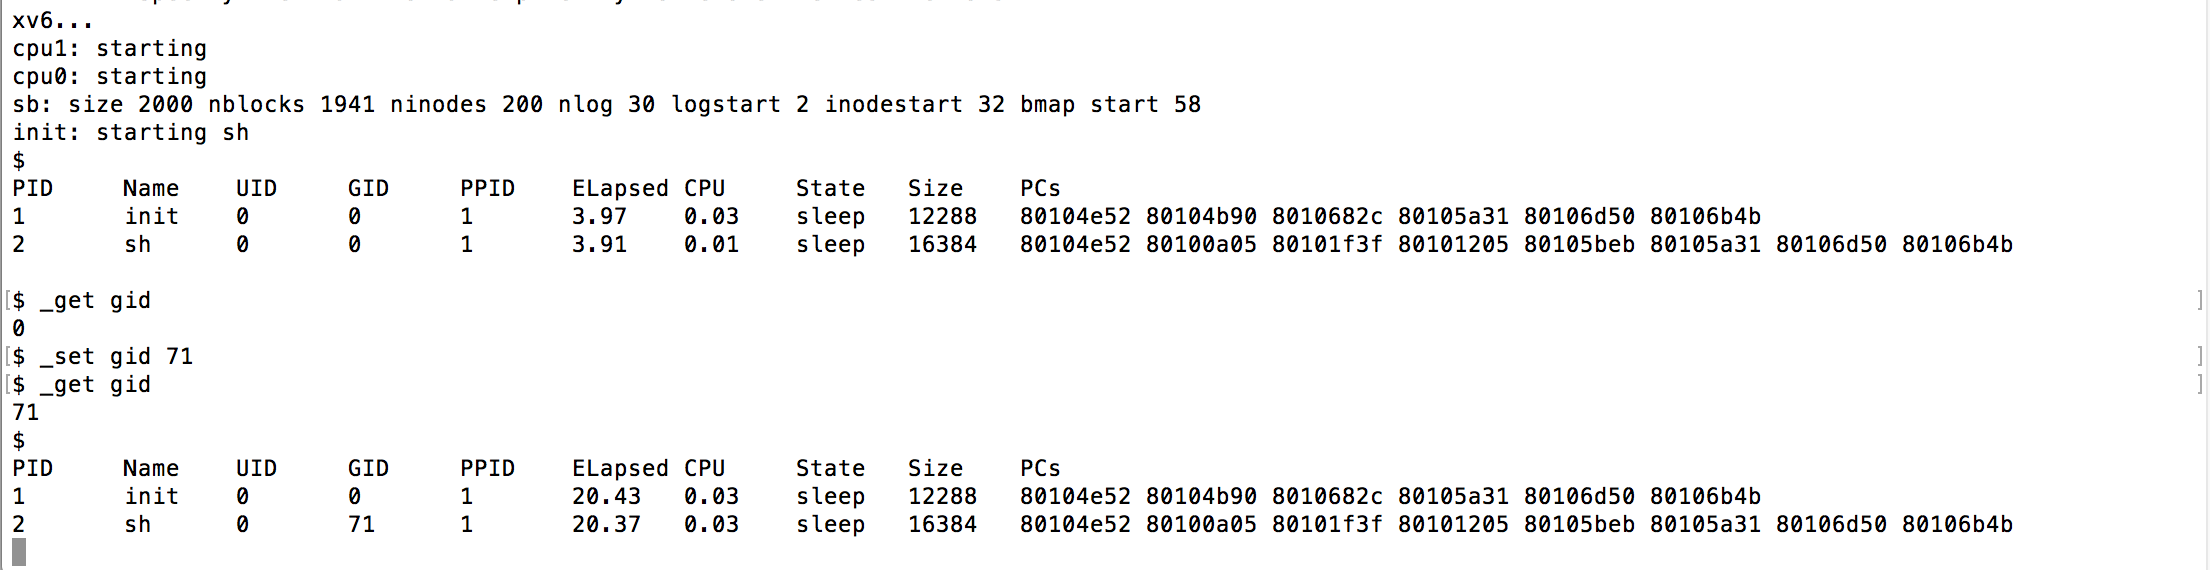 xv6...
cpu1: starting
cpu0: starting
sb: size 2000 nblocks 1941 ninodes 200 nlog 30 logstart 2 inodestart 32 bmap start 58
init: starting sh
$
PID Name UID GID PPID ELapsed CPU State Size PCs
1 init 0 0 1 3.97 0.03 sleep 12288 80104e52 80104b90 8010682c 80105a31 80106d50 80106b4b
2 sh 0 0 1 3.91 0.01 sleep 16384 80104e52 80100a05 80101f3f 80101205 80105beb 80105a31 80106d50 80106b4b
[$ _get gid ]
0
[$ _set gid 71 ]
[$ _get gid ]
71
$
PID Name UID GID PPID ELapsed CPU State Size PCs
1 init 0 0 1 20.43 0.03 sleep 12288 80104e52 80104b90 8010682c 80105a31 80106d50 80106b4b
2 sh 0 71 1 20.37 0.03 sleep 16384 80104e52 80100a05 80101f3f 80101205 80105beb 80105a31 80106d50 80106b4b